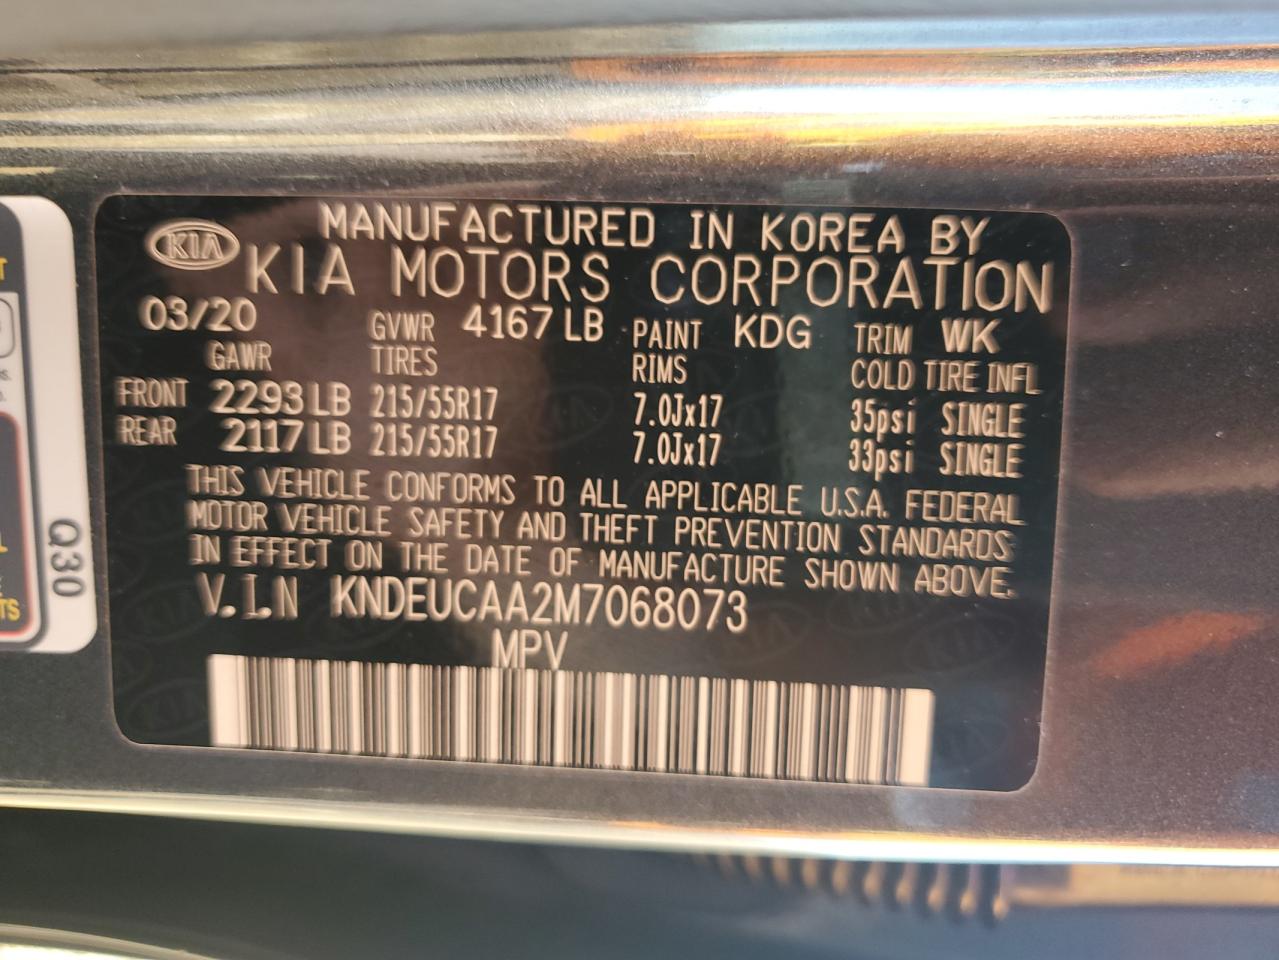 MANUFACTURED IN KOREA BY
KIA KIA MOTORS CORPORATION
03/20 GVWR 4167 LB PAINT KDG TRIM WK
GAWR TIRES RIMS COLD TIRE INFL
FRONT 2293 LB 215/55R17 7.0Jx17 35psi SINGLE
REAR 2117 LB 215/55R17 7.0Jx17 33psi SINGLE
THIS VEHICLE CONFORMS TO ALL APPLICABLE U.S.A. FEDERAL
MOTOR VEHICLE SAFETY AND THEFT PREVENTION STANDARDS
IN EFFECT ON THE DATE OF MANUFACTURE SHOWN ABOVE.
V.I.N KNDEUCAA2M7068073
MPV
Q30